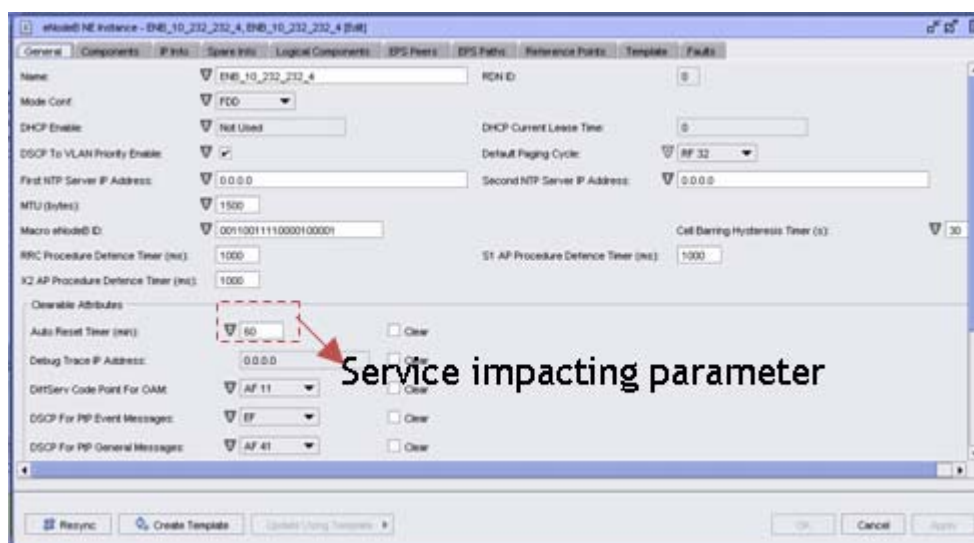 eNodeB NE Instance - ENB_10_232_232_4, ENB_10_232_232_4 [Edit]
General Components IP Info Spare Info Logical Components EPS Peers EPS Paths Reference Points Template Faults
Name: ENB_10_232_232_4 RDN ID: 0
Mode Conf: FDD
DHCP Enable: Not Used DHCP Current Lease Time: 0
DSCP To VLAN Priority Enable: Default Paging Cycle: RF 32
First NTP Server IP Address: 0.0.0.0 Second NTP Server IP Address: 0.0.0.0
MTU (bytes): 1500
Macro eNodeB ID: 00110011110000100001 Cell Barring Hysteresis Timer (s): 30
RRC Procedure Defence Timer (ms): 1000 S1 AP Procedure Defence Timer (ms): 1000
X2 AP Procedure Defence Timer (ms): 1000
Clearable Attributes
Auto Reset Timer (min): 60 Clear
Debug Trace IP Address: 0.0.0.0 Clear
Service impacting parameter
DiffServ Code Point For OAM: AF 11 Clear
DSCP For PtP Event Messages: EF Clear
DSCP For PtP General Messages: AF 41 Clear
Resync Create Template Update Using Template OK Cancel Apply